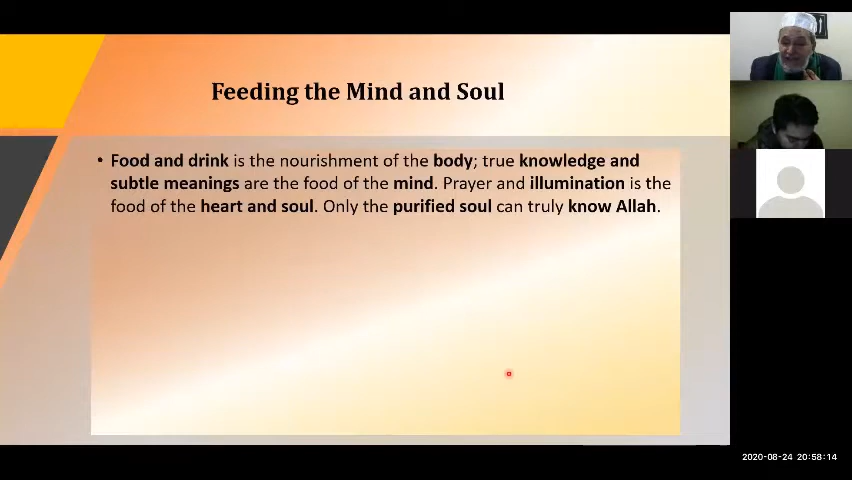 Feeding the Mind and Soul
• Food and drink is the nourishment of the body; true knowledge and
subtle meanings are the food of the mind. Prayer and illumination is the
food of the heart and soul. Only the purified soul can truly know Allah.
2020-08-24 20:58:14